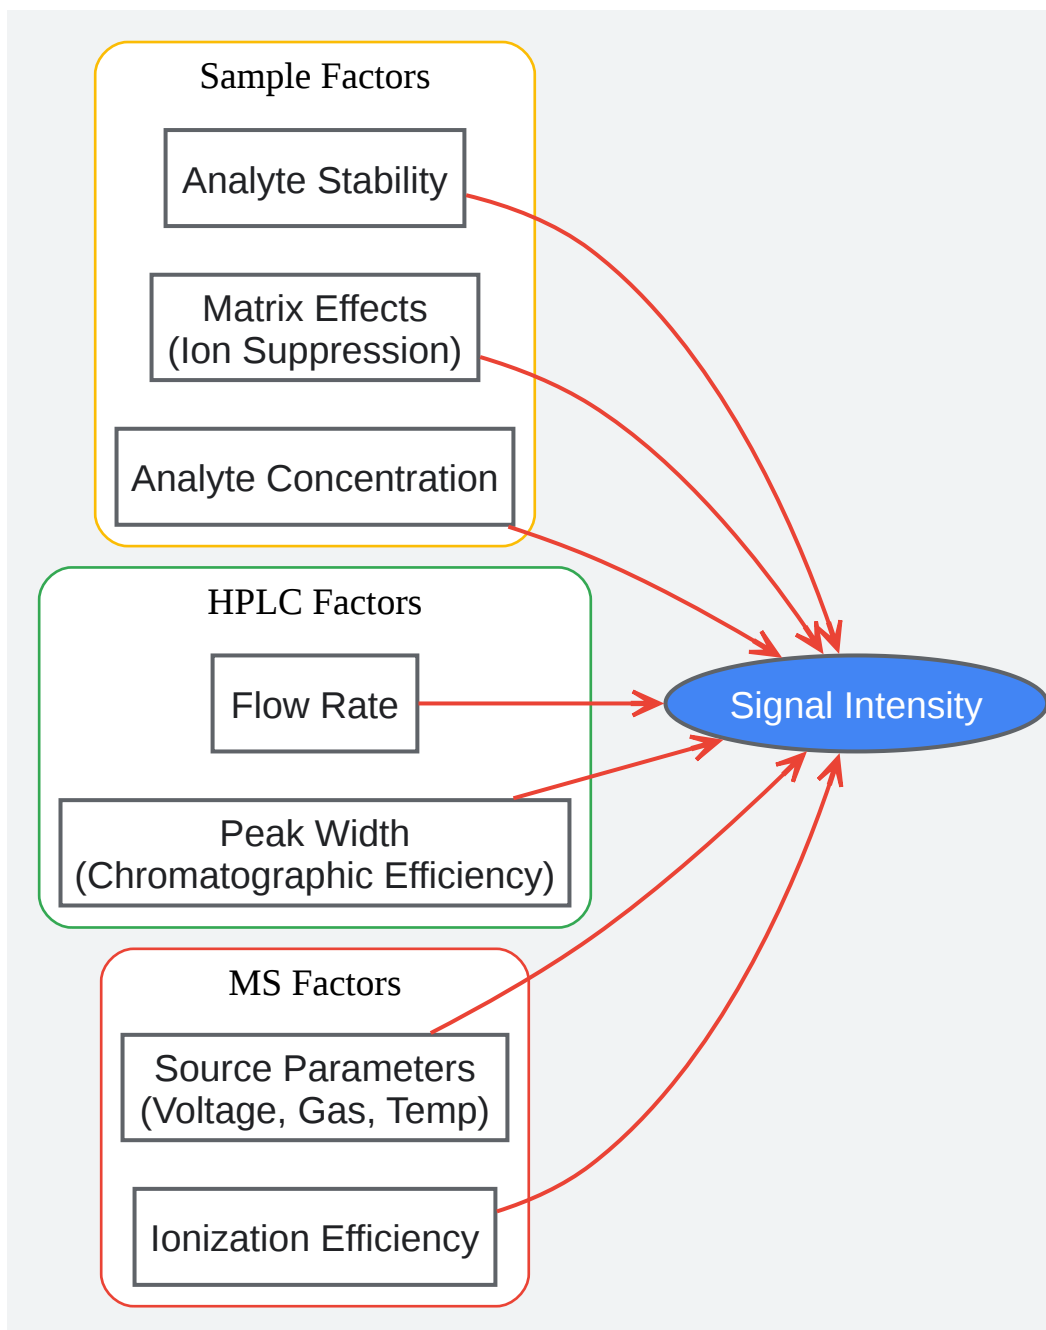 Sample Factors
Analyte Stability
Matrix Effects
(Ion Suppression)
Analyte Concentration
HPLC Factors
Flow Rate
Signal Intensity
Peak Width
(Chromatographic Efficiency)
MS Factors
Source Parameters
(Voltage, Gas, Temp)
Ionization Efficiency